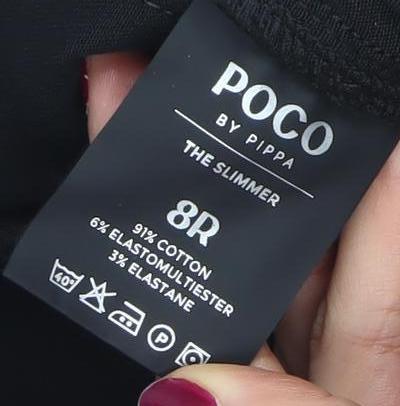 POCO
BY PIPPA
THE SLIMMER
8R
91% COTTON
6% ELASTOMULTIESTER
3% ELASTANE
40°
P